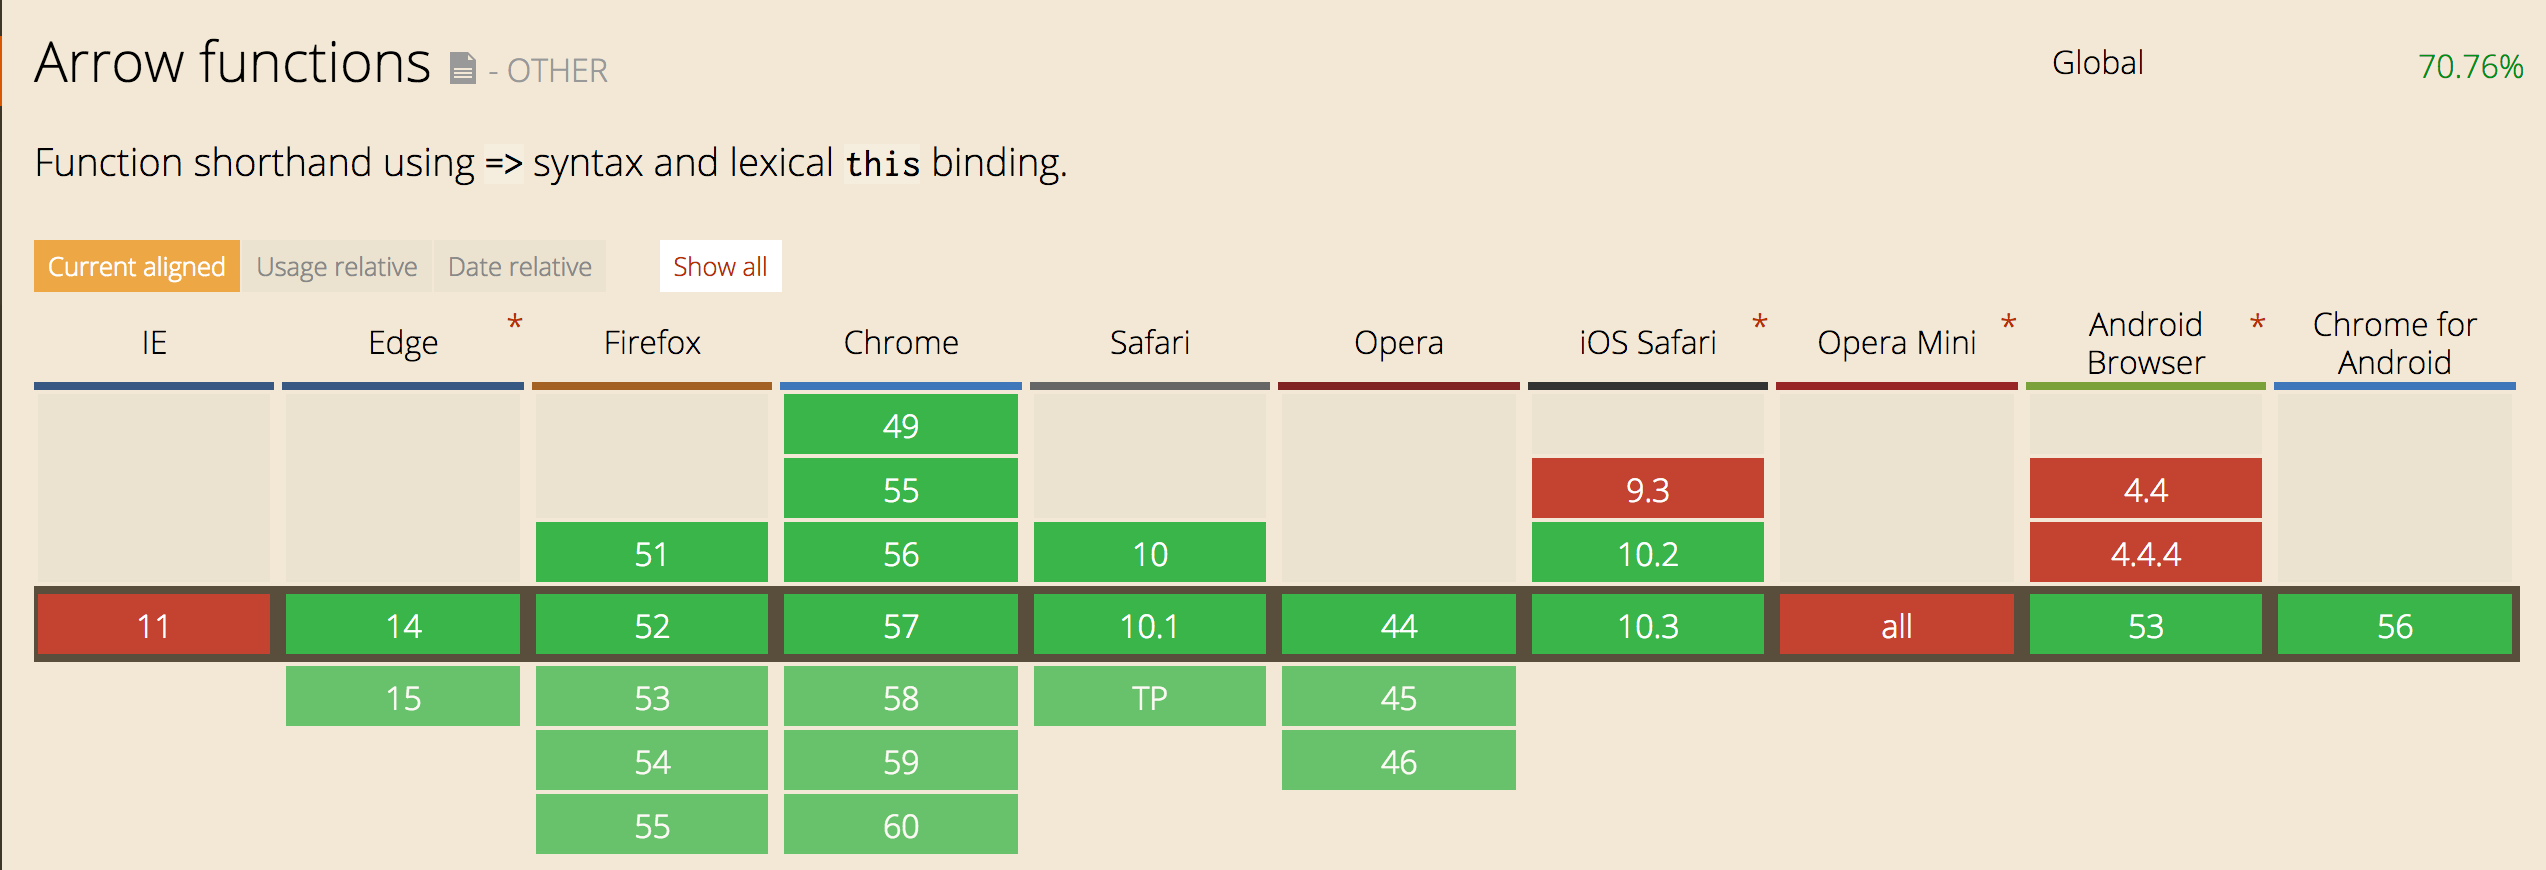 Arrow functions - OTHER Global 70.76%
Function shorthand using => syntax and lexical this binding.
Current aligned Usage relative Date relative Show all
IE Edge * Firefox Chrome Safari Opera iOS Safari * Opera Mini * Android Browser * Chrome for Android
49
55 9.3 4.4
51 56 10 10.2 4.4.4
11 14 52 57 10.1 44 10.3 all 53 56
15 53 58 TP 45
54 59 46
55 60